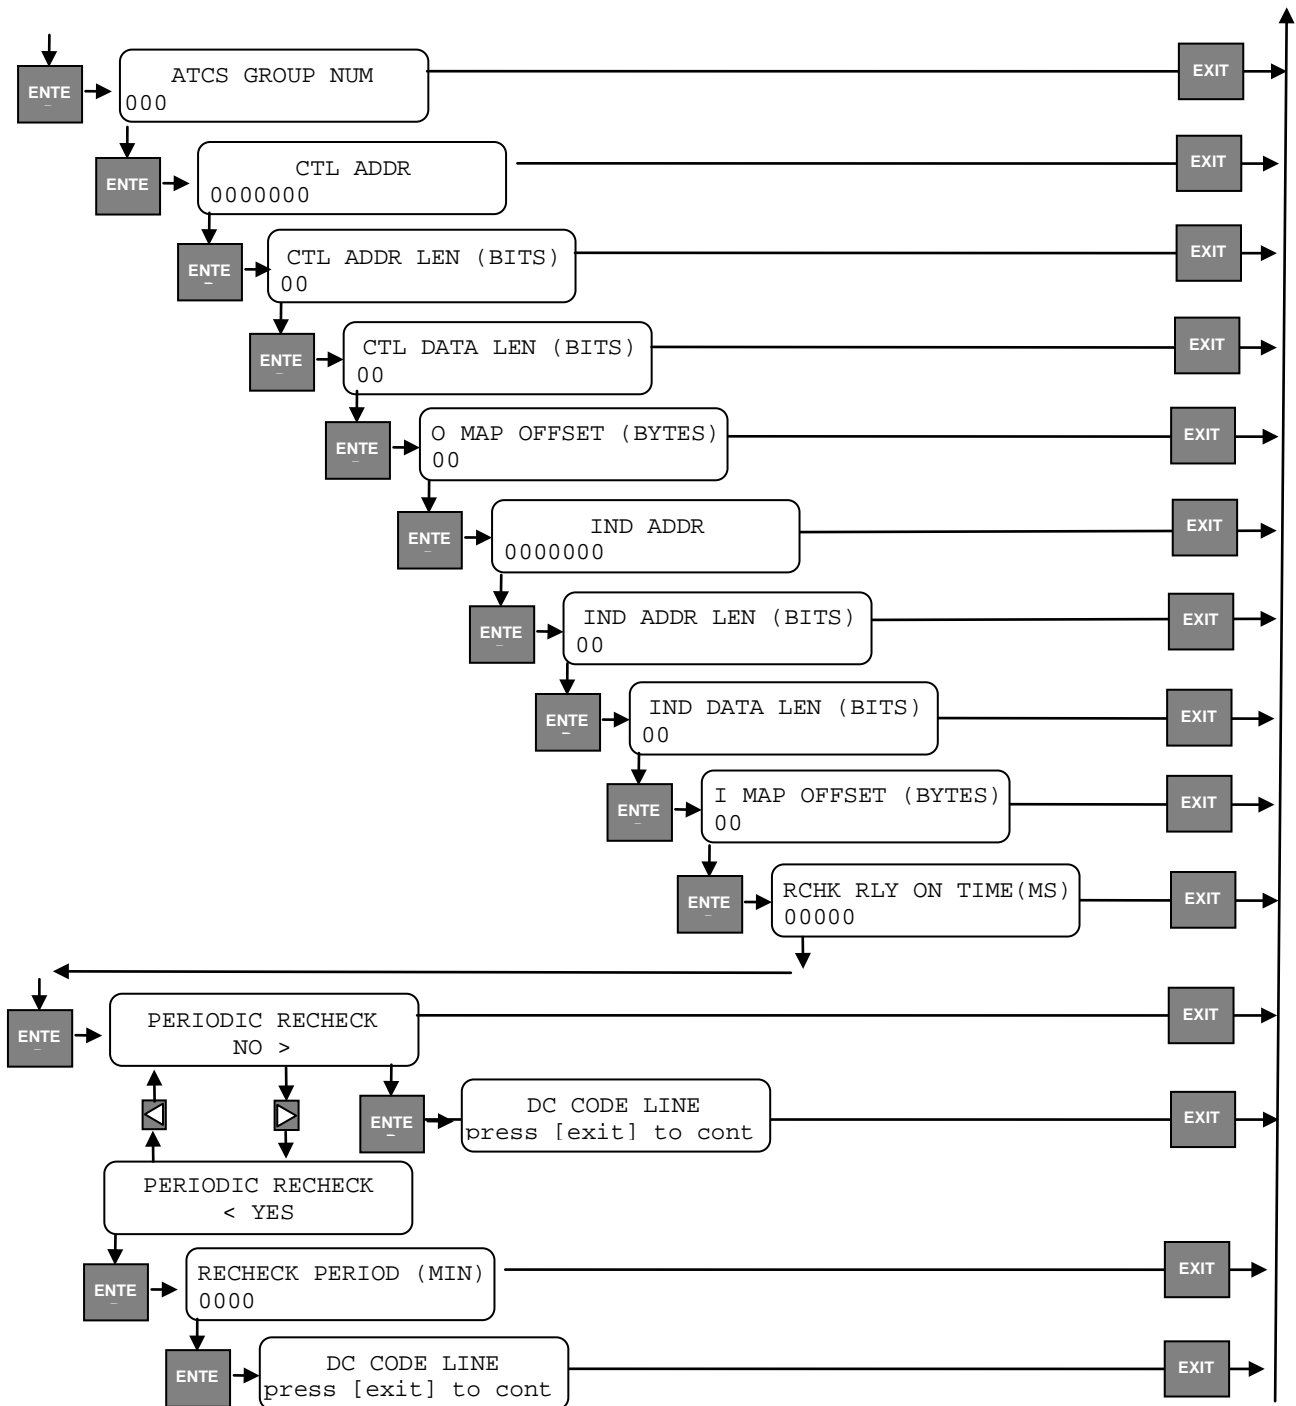 ENTE
ATCS GROUP NUM
000
EXIT
ENTE
CTL ADDR
0000000
EXIT
ENTE
CTL ADDR LEN (BITS)
00
EXIT
ENTE
CTL DATA LEN (BITS)
00
EXIT
ENTE
O MAP OFFSET (BYTES)
00
EXIT
ENTE
IND ADDR
0000000
EXIT
ENTE
IND ADDR LEN (BITS)
00
EXIT
ENTE
IND DATA LEN (BITS)
00
EXIT
ENTE
I MAP OFFSET (BYTES)
00
EXIT
ENTE
RCHK RLY ON TIME(MS)
00000
EXIT
ENTE
PERIODIC RECHECK
NO >
EXIT
ENTE
DC CODE LINE
press [exit] to cont
EXIT
PERIODIC RECHECK
< YES
ENTE
RECHECK PERIOD (MIN)
0000
EXIT
ENTE
DC CODE LINE
press [exit] to cont
EXIT